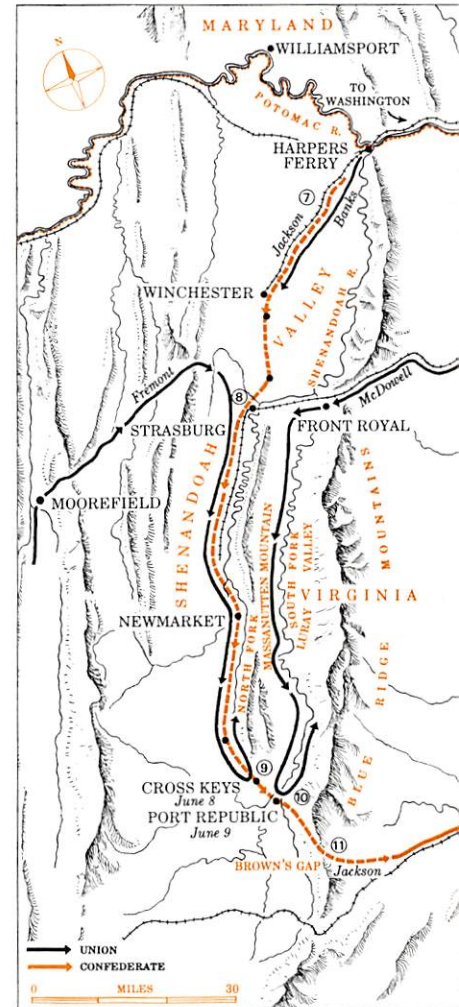 N
MARYLAND
WILLIAMSPORT
TO
WASHINGTON
POTOMAC R.
HARPERS
FERRY
⑦
Jackson
Banks
WINCHESTER
VALLEY
SHENANDOAH R.
Fremont
⑧
McDowell
STRASBURG
FRONT ROYAL
MOOREFIELD
SHENANDOAH
MASSANUTTEN MOUNTAIN
SOUTH FORK
LURAY VALLEY
MOUNTAINS
VIRGINIA
NEWMARKET
NORTH FORK
RIDGE
BLUE
⑨
CROSS KEYS
June 8
⑩
PORT REPUBLIC
June 9
⑪
BROWN'S GAP
Jackson
UNION
CONFEDERATE
MILES
0 30